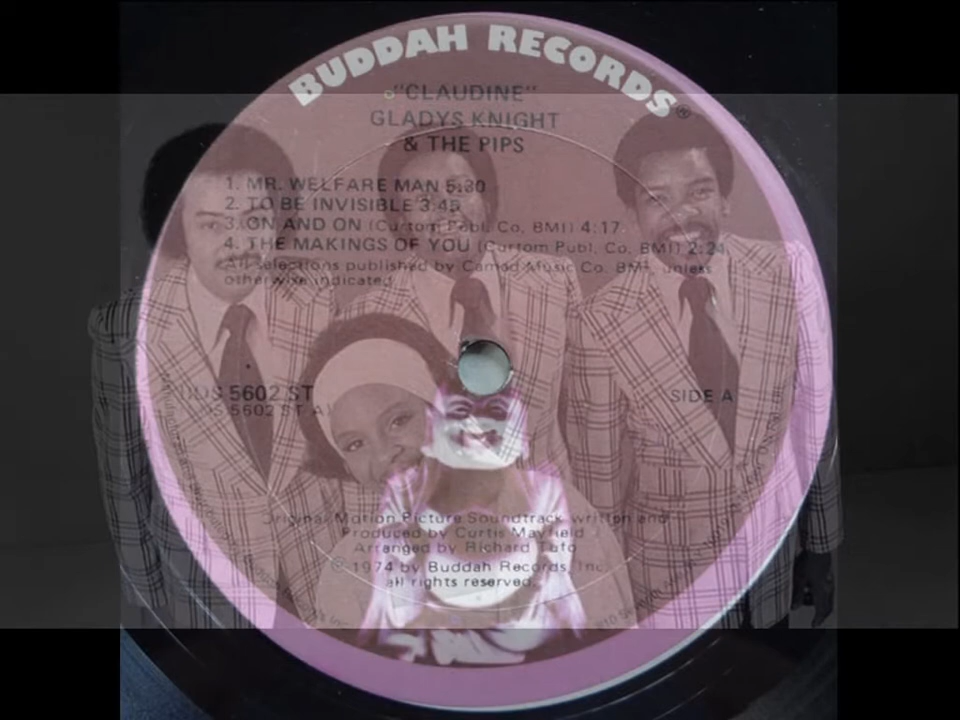 BUDDAH RECORDS®
"CLAUDINE"
GLADYS KNIGHT
& THE PIPS
1. MR. WELFARE MAN 5:30
2. TO BE INVISIBLE 3:45
3. ON AND ON (Curtom Publ. Co. BMI) 4:17
4. THE MAKINGS OF YOU (Curtom Publ. Co. BMI) 2:24
All selections published by Camad Music Co. BMI, unless
otherwise indicated
5602 ST
SIDE A
5602 ST A
Original Motion Picture Soundtrack written and
Produced by Curtis Mayfield
Arranged by Richard Tufo
℗ 1974 by Buddah Records, Inc.
all rights reserved.